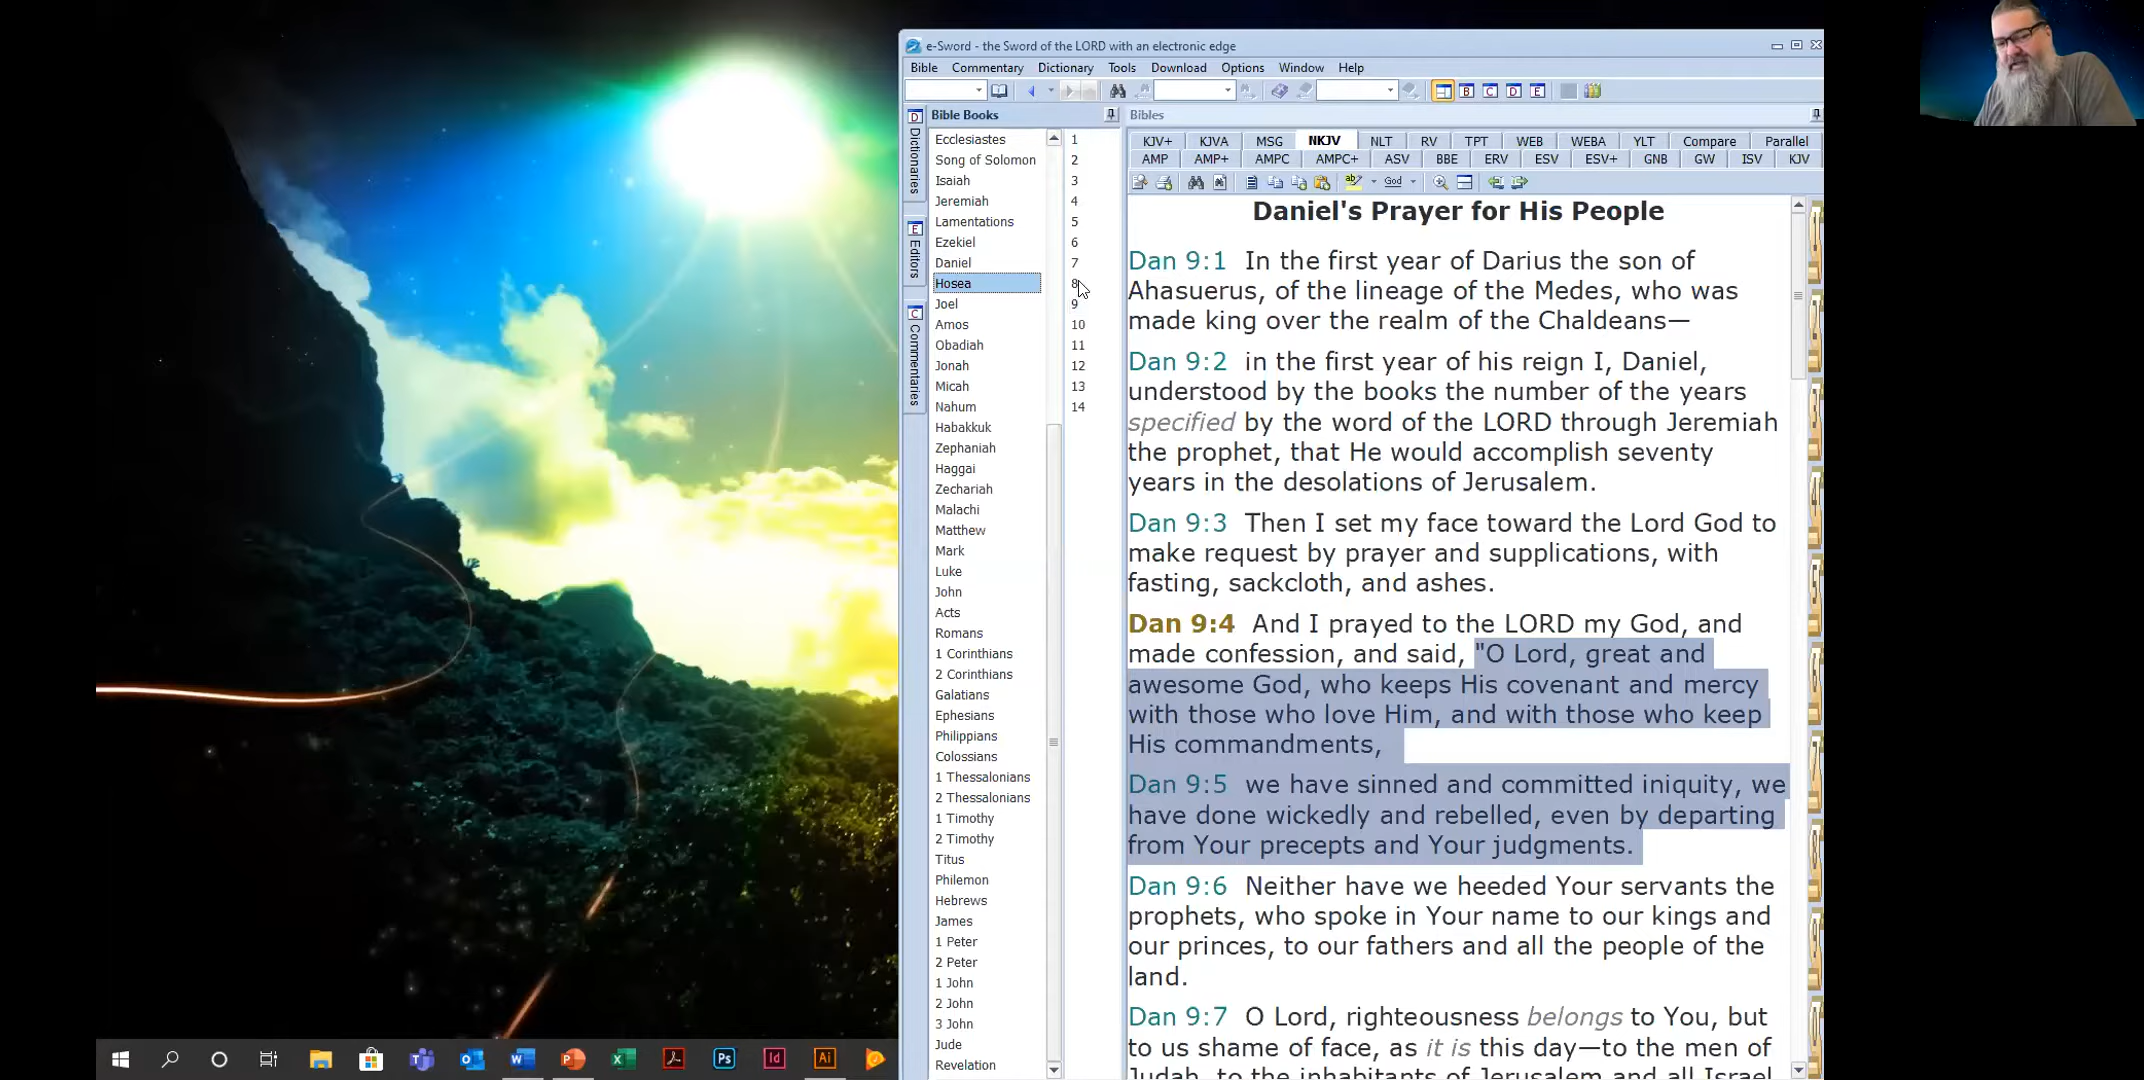 e-Sword - the Sword of the LORD with an electronic edge
Bible Commentary Dictionary Tools Download Options Window Help
B C D E
D Dictionaries
E Editors
C Commentaries
Bible Books
Ecclesiastes
Song of Solomon
Isaiah
Jeremiah
Lamentations
Ezekiel
Daniel
Hosea
Joel
Amos
Obadiah
Jonah
Micah
Nahum
Habakkuk
Zephaniah
Haggai
Zechariah
Malachi
Matthew
Mark
Luke
John
Acts
Romans
1 Corinthians
2 Corinthians
Galatians
Ephesians
Philippians
Colossians
1 Thessalonians
2 Thessalonians
1 Timothy
2 Timothy
Titus
Philemon
Hebrews
James
1 Peter
2 Peter
1 John
2 John
3 John
Jude
Revelation
1
2
3
4
5
6
7
8
9
10
11
12
13
14
Bibles
KJV+ KJVA MSG NKJV NLT RV TPT WEB WEBA YLT Compare Parallel
AMP AMP+ AMPC AMPC+ ASV BBE ERV ESV ESV+ GNB GW ISV KJV
God
Daniel's Prayer for His People
Dan 9:1 In the first year of Darius the son of
Ahasuerus, of the lineage of the Medes, who was
made king over the realm of the Chaldeans—
Dan 9:2 in the first year of his reign I, Daniel,
understood by the books the number of the years
specified by the word of the LORD through Jeremiah
the prophet, that He would accomplish seventy
years in the desolations of Jerusalem.
Dan 9:3 Then I set my face toward the Lord God to
make request by prayer and supplications, with
fasting, sackcloth, and ashes.
Dan 9:4 And I prayed to the LORD my God, and
made confession, and said, "O Lord, great and
awesome God, who keeps His covenant and mercy
with those who love Him, and with those who keep
His commandments,
Dan 9:5 we have sinned and committed iniquity, we
have done wickedly and rebelled, even by departing
from Your precepts and Your judgments.
Dan 9:6 Neither have we heeded Your servants the
prophets, who spoke in Your name to our kings and
our princes, to our fathers and all the people of the
land.
Dan 9:7 O Lord, righteousness belongs to You, but
to us shame of face, as it is this day—to the men of
Judah, to the inhabitants of Jerusalem and all Israel
Ps Id Ai